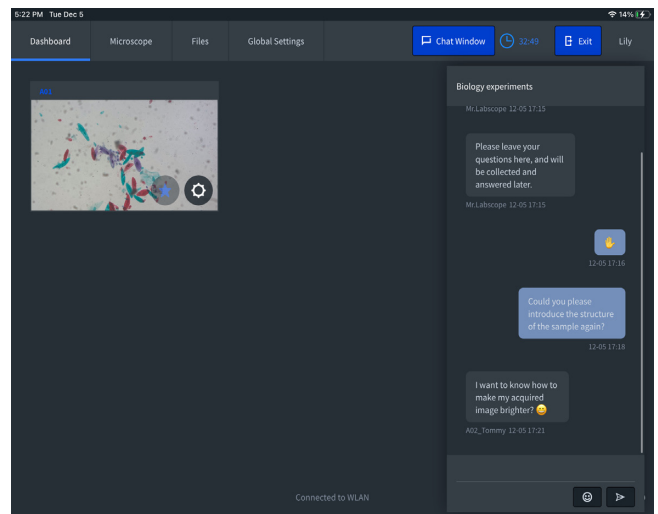 5:22 PM Tue Dec 5
14%
Dashboard
Microscope
Files
Global Settings
Chat Window
32:49
Exit
Lily
A01
Biology experiments
Mr.Labscope 12-05 17:15
Please leave your
questions here, and will
be collected and
answered later.
Mr.Labscope 12-05 17:15
12-05 17:16
Could you please
introduce the structure
of the sample again?
12-05 17:18
I want to know how to
make my acquired
image brighter? 😀
A02_Tommy 12-05 17:21
Connected to WLAN